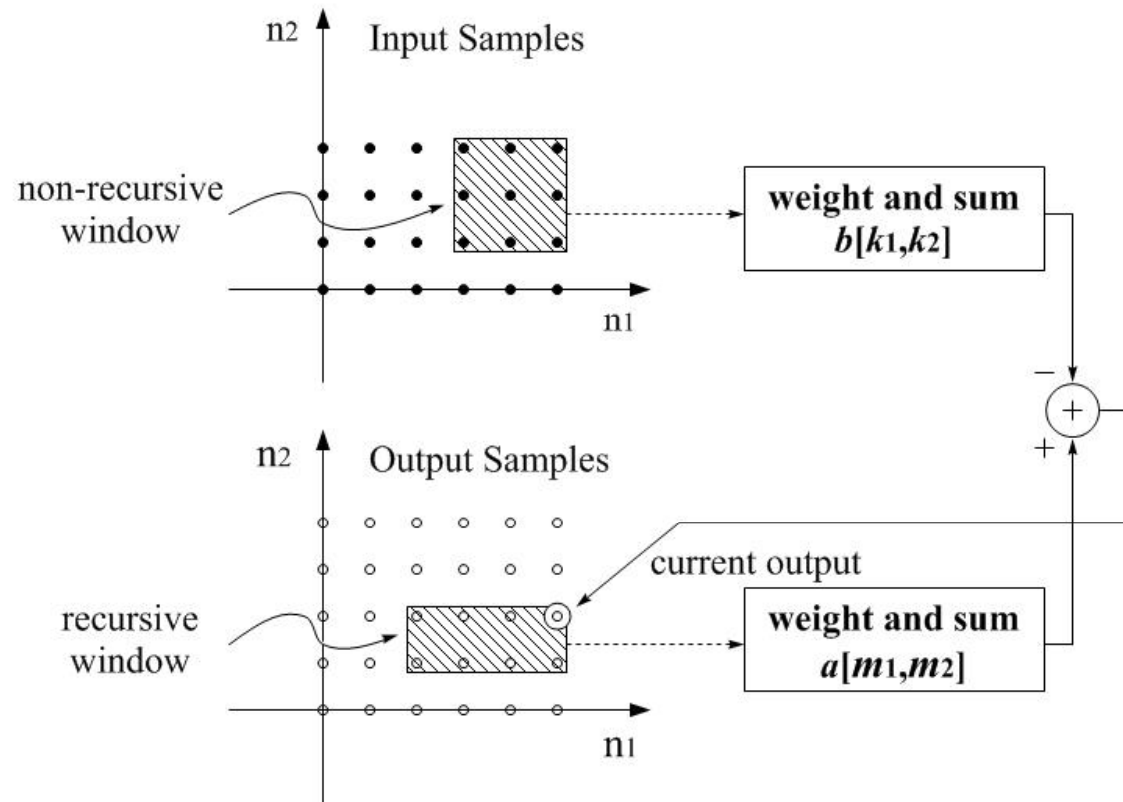 n2
Input Samples
non-recursive
window
weight and sum
b[k1,k2]
n1
−
+
+
n2
Output Samples
current output
recursive
window
weight and sum
a[m1,m2]
n1